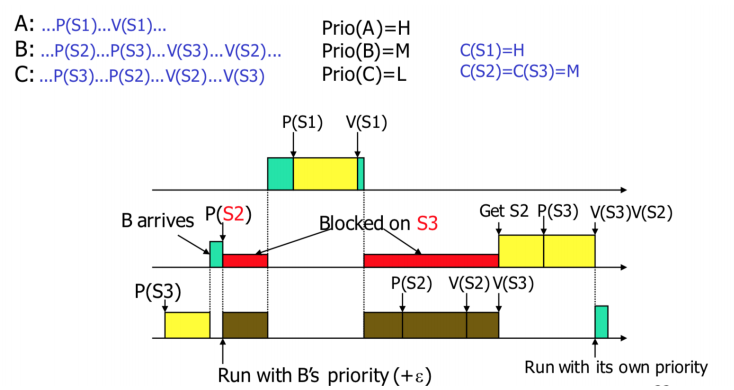 A: ...P(S1)...V(S1)... Prio(A)=H
B: ...P(S2)...P(S3)...V(S3)...V(S2)... Prio(B)=M C(S1)=H
C: ...P(S3)...P(S2)...V(S2)...V(S3) Prio(C)=L C(S2)=C(S3)=M
P(S1) V(S1)
B arrives P(S2) Blocked on S3 Get S2 P(S3) V(S3)V(S2)
P(S3) P(S2) V(S2) V(S3)
Run with B's priority (+ε) Run with its own priority